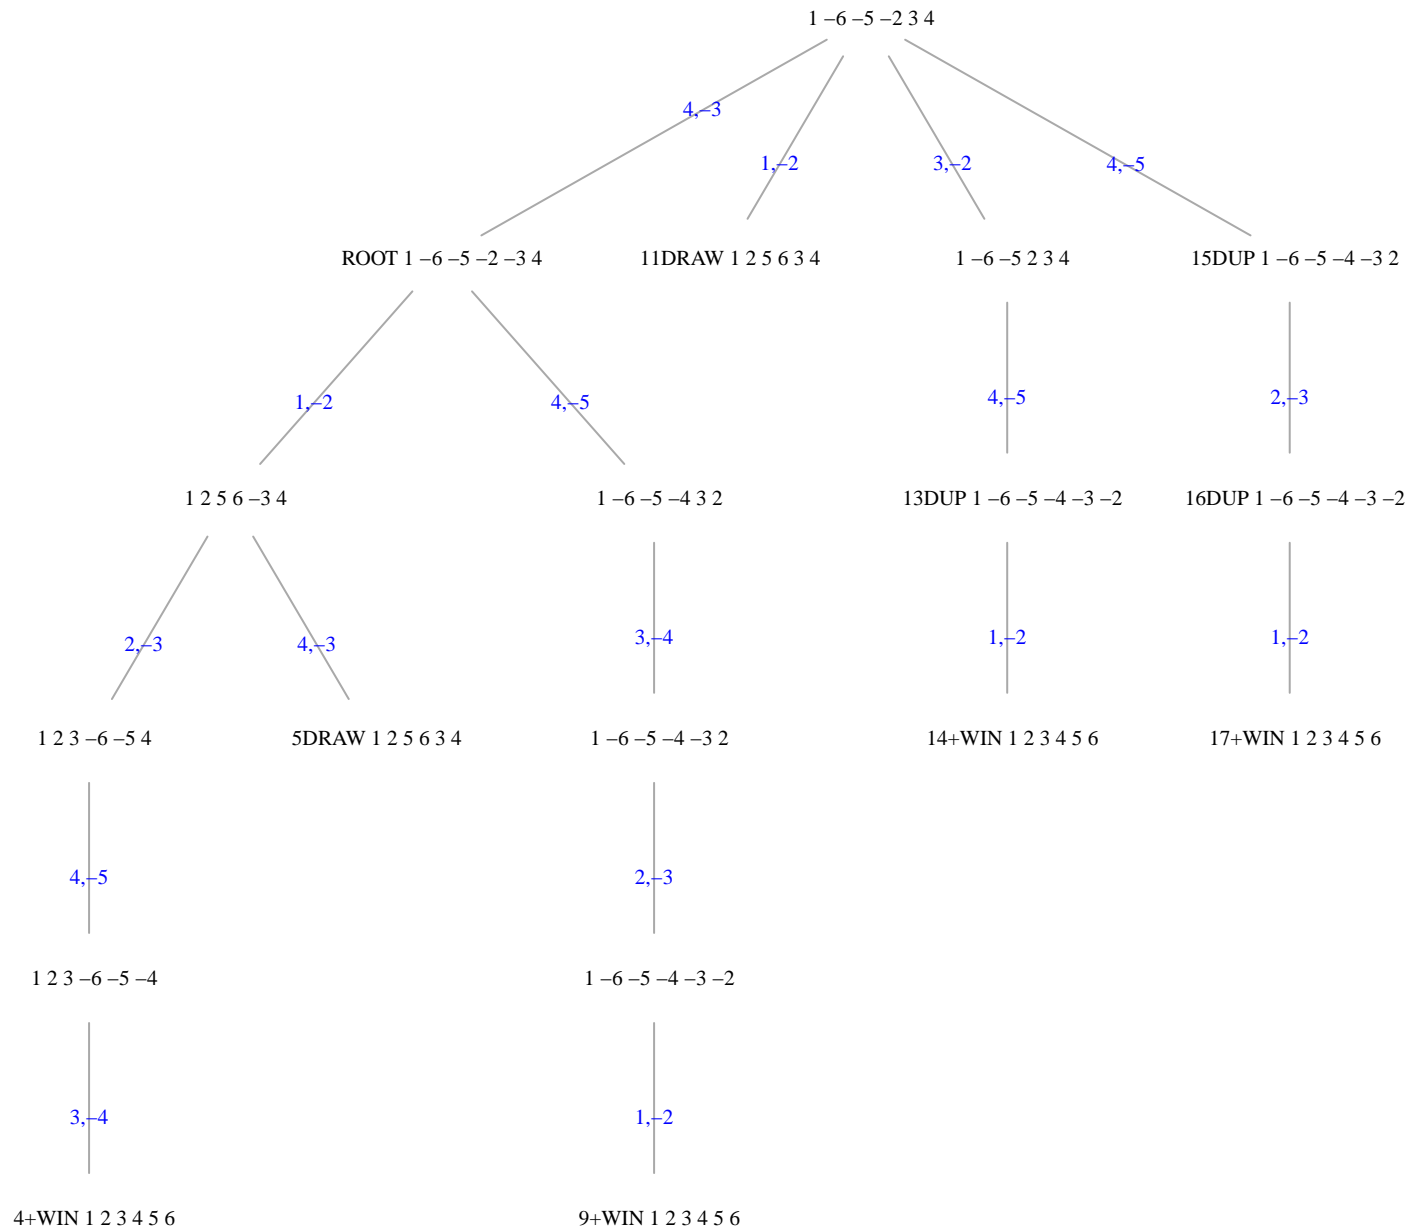 1 –6 –5 –2 3 4
4,–3
1,–2
3,–2
4,–5
ROOT 1 –6 –5 –2 –3 4
11DRAW 1 2 5 6 3 4
1 –6 –5 2 3 4
15DUP 1 –6 –5 –4 –3 2
1,–2
4,–5
4,–5
2,–3
1 2 5 6 –3 4
1 –6 –5 –4 3 2
13DUP 1 –6 –5 –4 –3 –2
16DUP 1 –6 –5 –4 –3 –2
2,–3
4,–3
3,–4
1,–2
1,–2
1 2 3 –6 –5 4
5DRAW 1 2 5 6 3 4
1 –6 –5 –4 –3 2
14+WIN 1 2 3 4 5 6
17+WIN 1 2 3 4 5 6
4,–5
2,–3
1 2 3 –6 –5 –4
1 –6 –5 –4 –3 –2
3,–4
1,–2
4+WIN 1 2 3 4 5 6
9+WIN 1 2 3 4 5 6